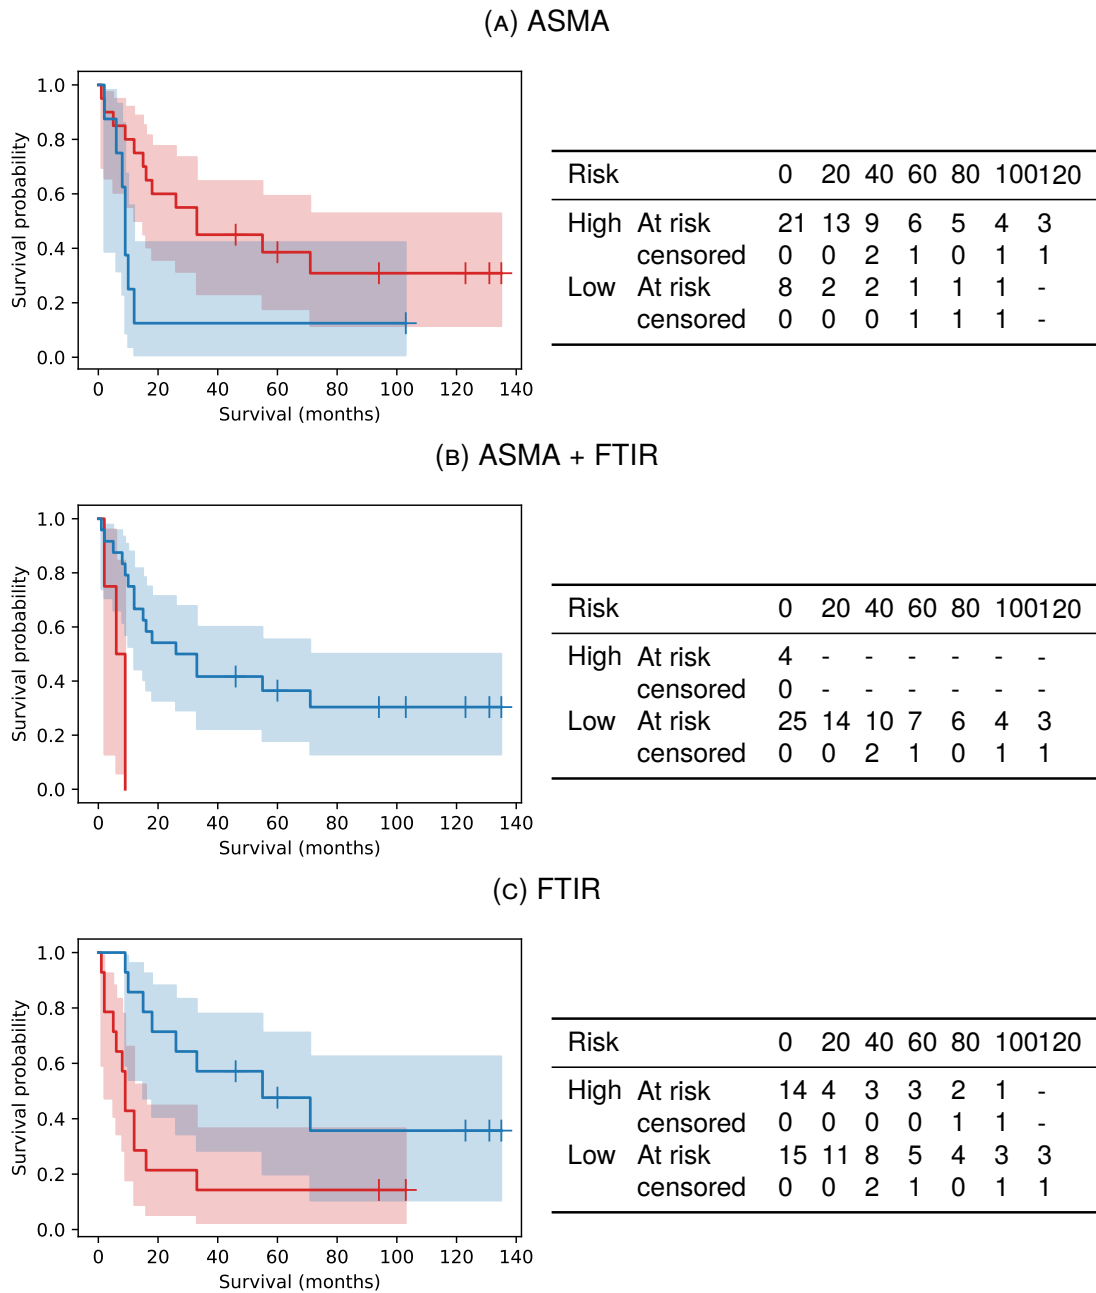 (A) ASMA
1.0
0.8
0.6
0.4
0.2
0.0
Survival probability
0 20 40 60 80 100 120 140
Survival (months)
Risk 0 20 40 60 80 100 120
High At risk 21 13 9 6 5 4 3
censored 0 0 2 1 0 1 1
Low At risk 8 2 2 1 1 1 -
censored 0 0 0 1 1 1 -
(B) ASMA + FTIR
1.0
0.8
0.6
0.4
0.2
0.0
Survival probability
0 20 40 60 80 100 120 140
Survival (months)
Risk 0 20 40 60 80 100 120
High At risk 4 - - - - - -
censored 0 - - - - - -
Low At risk 25 14 10 7 6 4 3
censored 0 0 2 1 0 1 1
(C) FTIR
1.0
0.8
0.6
0.4
0.2
0.0
Survival probability
0 20 40 60 80 100 120 140
Survival (months)
Risk 0 20 40 60 80 100 120
High At risk 14 4 3 3 2 1 -
censored 0 0 0 0 1 1 -
Low At risk 15 11 8 5 4 3 3
censored 0 0 2 1 0 1 1